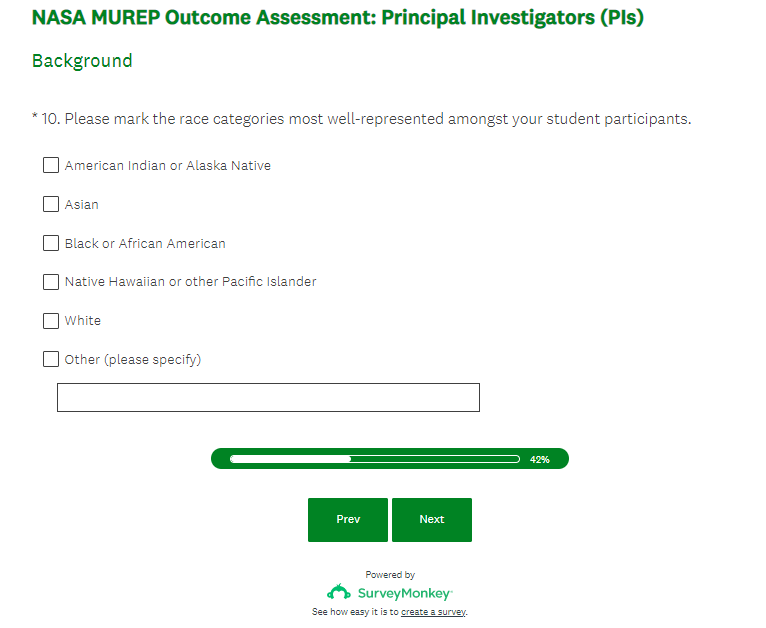 NASA MUREP Outcome Assessment: Principal Investigators (PIs)
Background
* 10. Please mark the race categories most well-represented amongst your student participants.
American Indian or Alaska Native
Asian
Black or African American
Native Hawaiian or other Pacific Islander
White
Other (please specify)
42%
Prev Next
Powered by
SurveyMonkey
See how easy it is to create a survey.